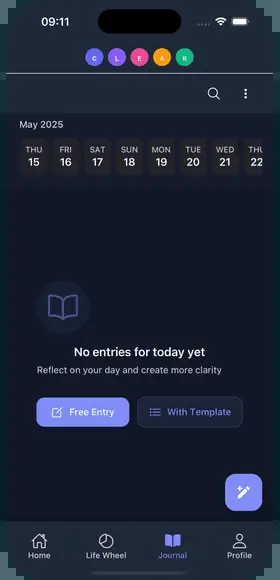 09:11
C L E A R
May 2025
THU FRI SAT SUN MON TUE WED THU
15 16 17 18 19 20 21 22
No entries for today yet
Reflect on your day and create more clarity
Free Entry With Template
Home Life Wheel Journal Profile